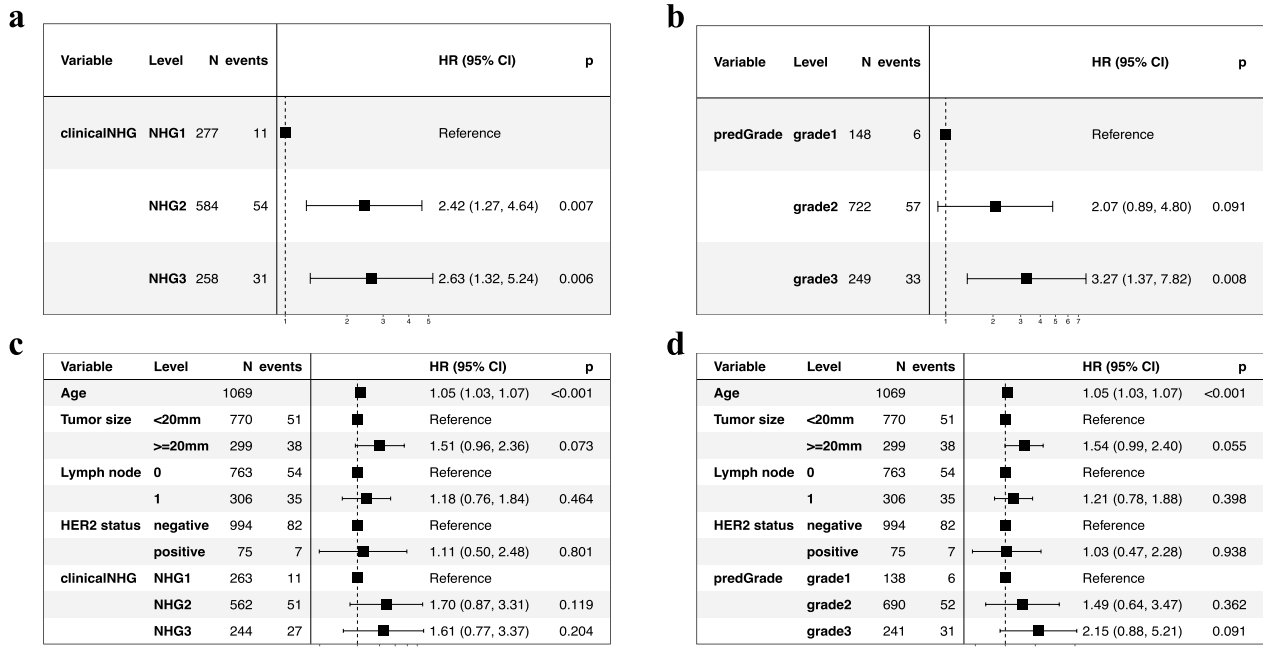 a
Variable Level N events HR (95% CI) p
clinicalNHG NHG1 277 11 Reference
NHG2 584 54 2.42 (1.27, 4.64) 0.007
NHG3 258 31 2.63 (1.32, 5.24) 0.006
1 2 3 4 5
b
Variable Level N events HR (95% CI) p
predGrade grade1 148 6 Reference
grade2 722 57 2.07 (0.89, 4.80) 0.091
grade3 249 33 3.27 (1.37, 7.82) 0.008
1 2 3 4 5 6 7
c
Variable Level N events HR (95% CI) p
Age 1069 1.05 (1.03, 1.07) <0.001
Tumor size <20mm 770 51 Reference
>=20mm 299 38 1.51 (0.96, 2.36) 0.073
Lymph node 0 763 54 Reference
1 306 35 1.18 (0.76, 1.84) 0.464
HER2 status negative 994 82 Reference
positive 75 7 1.11 (0.50, 2.48) 0.801
clinicalNHG NHG1 263 11 Reference
NHG2 562 51 1.70 (0.87, 3.31) 0.119
NHG3 244 27 1.61 (0.77, 3.37) 0.204
d
Variable Level N events HR (95% CI) p
Age 1069 1.05 (1.03, 1.07) <0.001
Tumor size <20mm 770 51 Reference
>=20mm 299 38 1.54 (0.99, 2.40) 0.055
Lymph node 0 763 54 Reference
1 306 35 1.21 (0.78, 1.88) 0.398
HER2 status negative 994 82 Reference
positive 75 7 1.03 (0.47, 2.28) 0.938
predGrade grade1 138 6 Reference
grade2 690 52 1.49 (0.64, 3.47) 0.362
grade3 241 31 2.15 (0.88, 5.21) 0.091